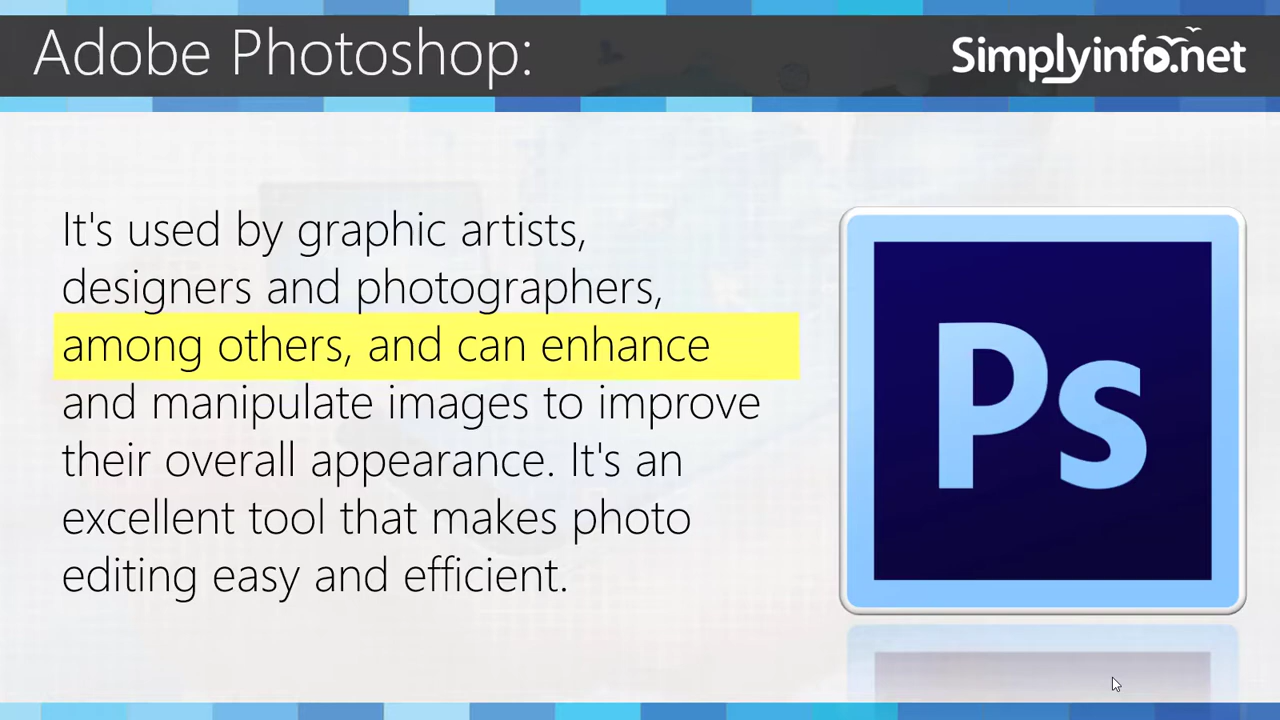 Adobe Photoshop:
Simplyinfo.net
It's used by graphic artists,
designers and photographers,
among others, and can enhance
and manipulate images to improve
their overall appearance. It's an
excellent tool that makes photo
editing easy and efficient.
Ps